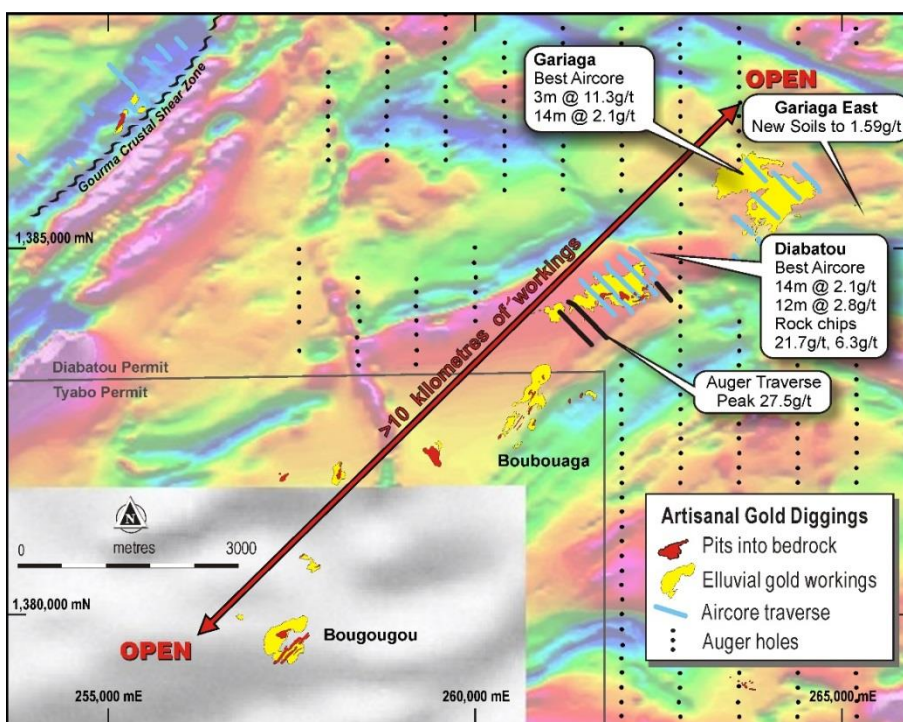 Gourma Crustal Shear Zone
Gariaga
Best Aircore
3m @ 11.3g/t
14m @ 2.1g/t
OPEN
Gariaga East
New Soils to 1.59g/t
1,385,000 mN
Diabatou
Best Aircore
14m @ 2.1g/t
12m @ 2.8g/t
Rock chips
21.7g/t, 6.3g/t
>10 kilometres of workings
Diabatou Permit
Tyabo Permit
Auger Traverse
Peak 27.5g/t
Boubouaga
N
metres
0 3000
Artisanal Gold Diggings
Pits into bedrock
Elluvial gold workings
Aircore traverse
Auger holes
1,380,000 mN
Bougougou
OPEN
255,000 mE
260,000 mE
265,000 mE